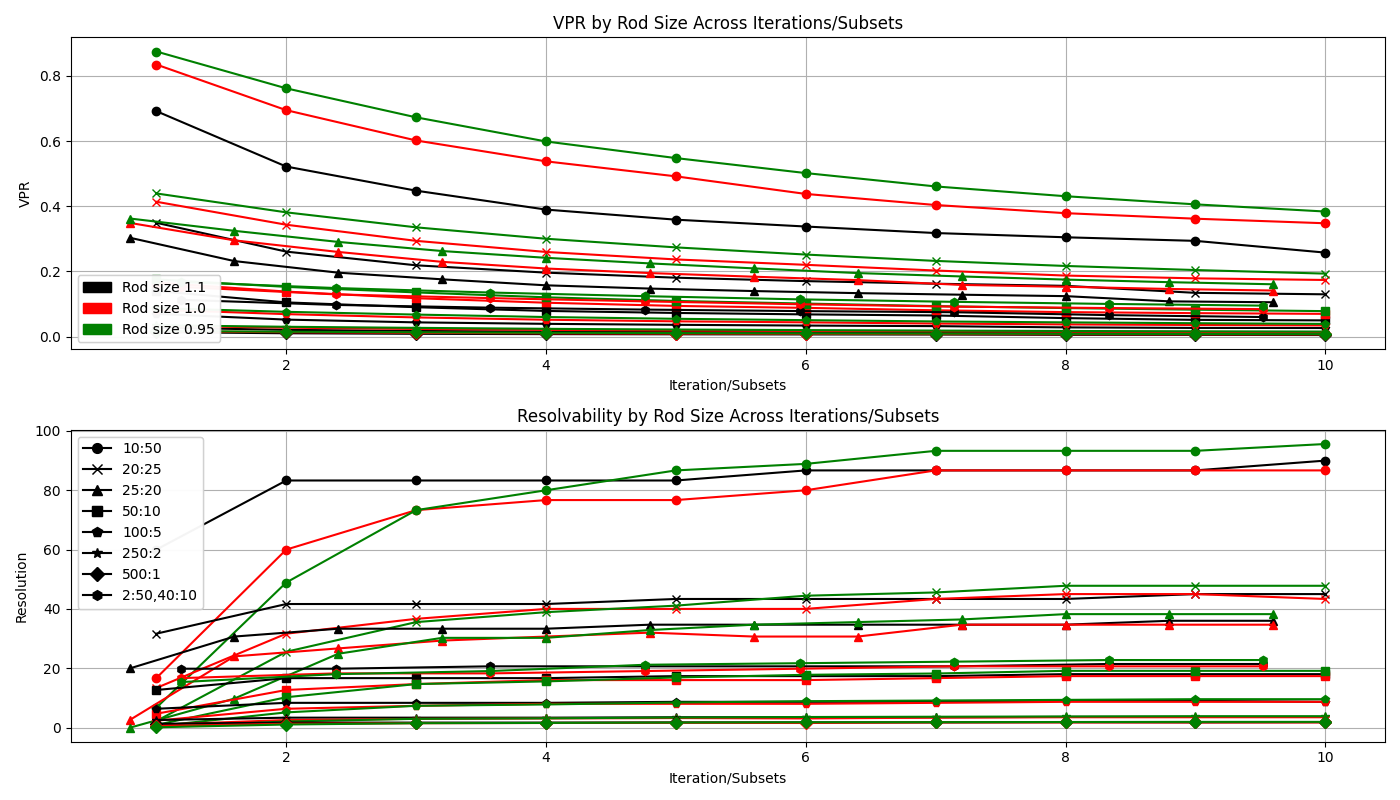 VPR by Rod Size Across Iterations/Subsets
VPR
0.8
0.6
0.4
0.2
0.0
Rod size 1.1
Rod size 1.0
Rod size 0.95
2 4 6 8 10
Iteration/Subsets
Resolvability by Rod Size Across Iterations/Subsets
Resolution
100
80
60
40
20
0
10:50
20:25
25:20
50:10
100:5
250:2
500:1
2:50,40:10
2 4 6 8 10
Iteration/Subsets